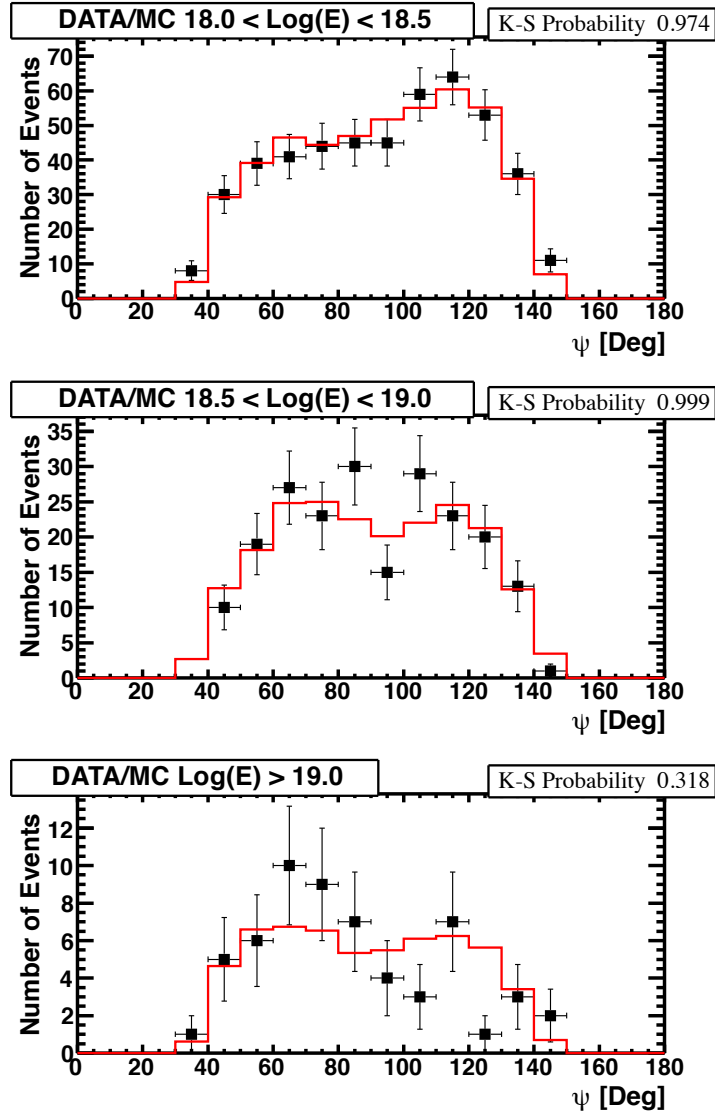 DATA/MC 18.0 < Log(E) < 18.5
K-S Probability 0.974
Number of Events
70
60
50
40
30
20
10
0
0 20 40 60 80 100 120 140 160 180
ψ [Deg]
DATA/MC 18.5 < Log(E) < 19.0
K-S Probability 0.999
Number of Events
35
30
25
20
15
10
5
0
0 20 40 60 80 100 120 140 160 180
ψ [Deg]
DATA/MC Log(E) > 19.0
K-S Probability 0.318
Number of Events
12
10
8
6
4
2
0
0 20 40 60 80 100 120 140 160 180
ψ [Deg]